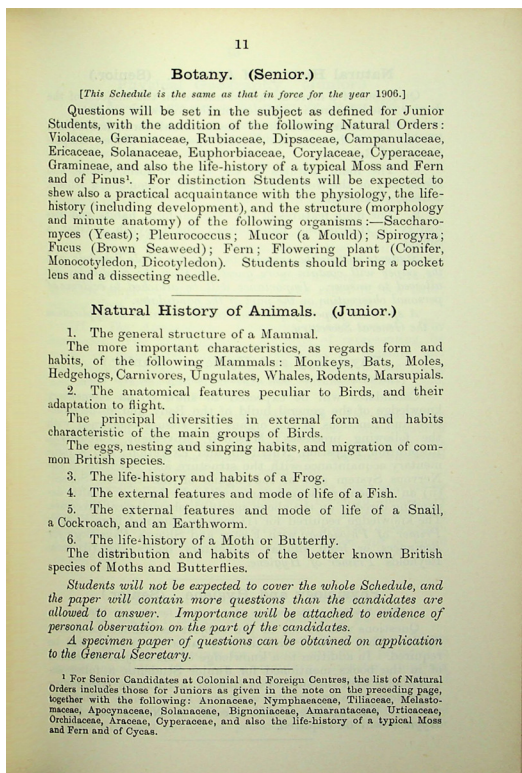 11
Botany. (Senior.)
[This Schedule is the same as that in force for the year 1906.]
Questions will be set in the subject as defined for Junior
Students, with the addition of the following Natural Orders:
Violaceae, Geraniaceae, Rubiaceae, Dipsaceae, Campanulaceae,
Ericaceae, Solanaceae, Euphorbiaceae, Corylaceae, Cyperaceae,
Gramineae, and also the life-history of a typical Moss and Fern
and of Pinus¹. For distinction Students will be expected to
shew also a practical acquaintance with the physiology, the life-
history (including development), and the structure (morphology
and minute anatomy) of the following organisms:—Saccharo-
myces (Yeast); Pleurococcus; Mucor (a Mould); Spirogyra;
Fucus (Brown Seaweed); Fern; Flowering plant (Conifer,
Monocotyledon, Dicotyledon). Students should bring a pocket
lens and a dissecting needle.
Natural History of Animals. (Junior.)
1. The general structure of a Mammal.
The more important characteristics, as regards form and
habits, of the following Mammals: Monkeys, Bats, Moles,
Hedgehogs, Carnivores, Ungulates, Whales, Rodents, Marsupials.
2. The anatomical features peculiar to Birds, and their
adaptation to flight.
The principal diversities in external form and habits
characteristic of the main groups of Birds.
The eggs, nesting and singing habits, and migration of com-
mon British species.
3. The life-history and habits of a Frog.
4. The external features and mode of life of a Fish.
5. The external features and mode of life of a Snail,
a Cockroach, and an Earthworm.
6. The life-history of a Moth or Butterfly.
The distribution and habits of the better known British
species of Moths and Butterflies.
Students will not be expected to cover the whole Schedule, and
the paper will contain more questions than the candidates are
allowed to answer. Importance will be attached to evidence of
personal observation on the part of the candidates.
A specimen paper of questions can be obtained on application
to the General Secretary.
¹ For Senior Candidates at Colonial and Foreign Centres, the list of Natural
Orders includes those for Juniors as given in the note on the preceding page,
together with the following: Anonaceae, Nymphaeaceae, Tiliaceae, Melasto-
maceae, Apocynaceae, Solanaceae, Bignoniaceae, Amarantaceae, Urticaceae,
Orchidaceae, Araceae, Cyperaceae, and also the life-history of a typical Moss
and Fern and of Cycas.